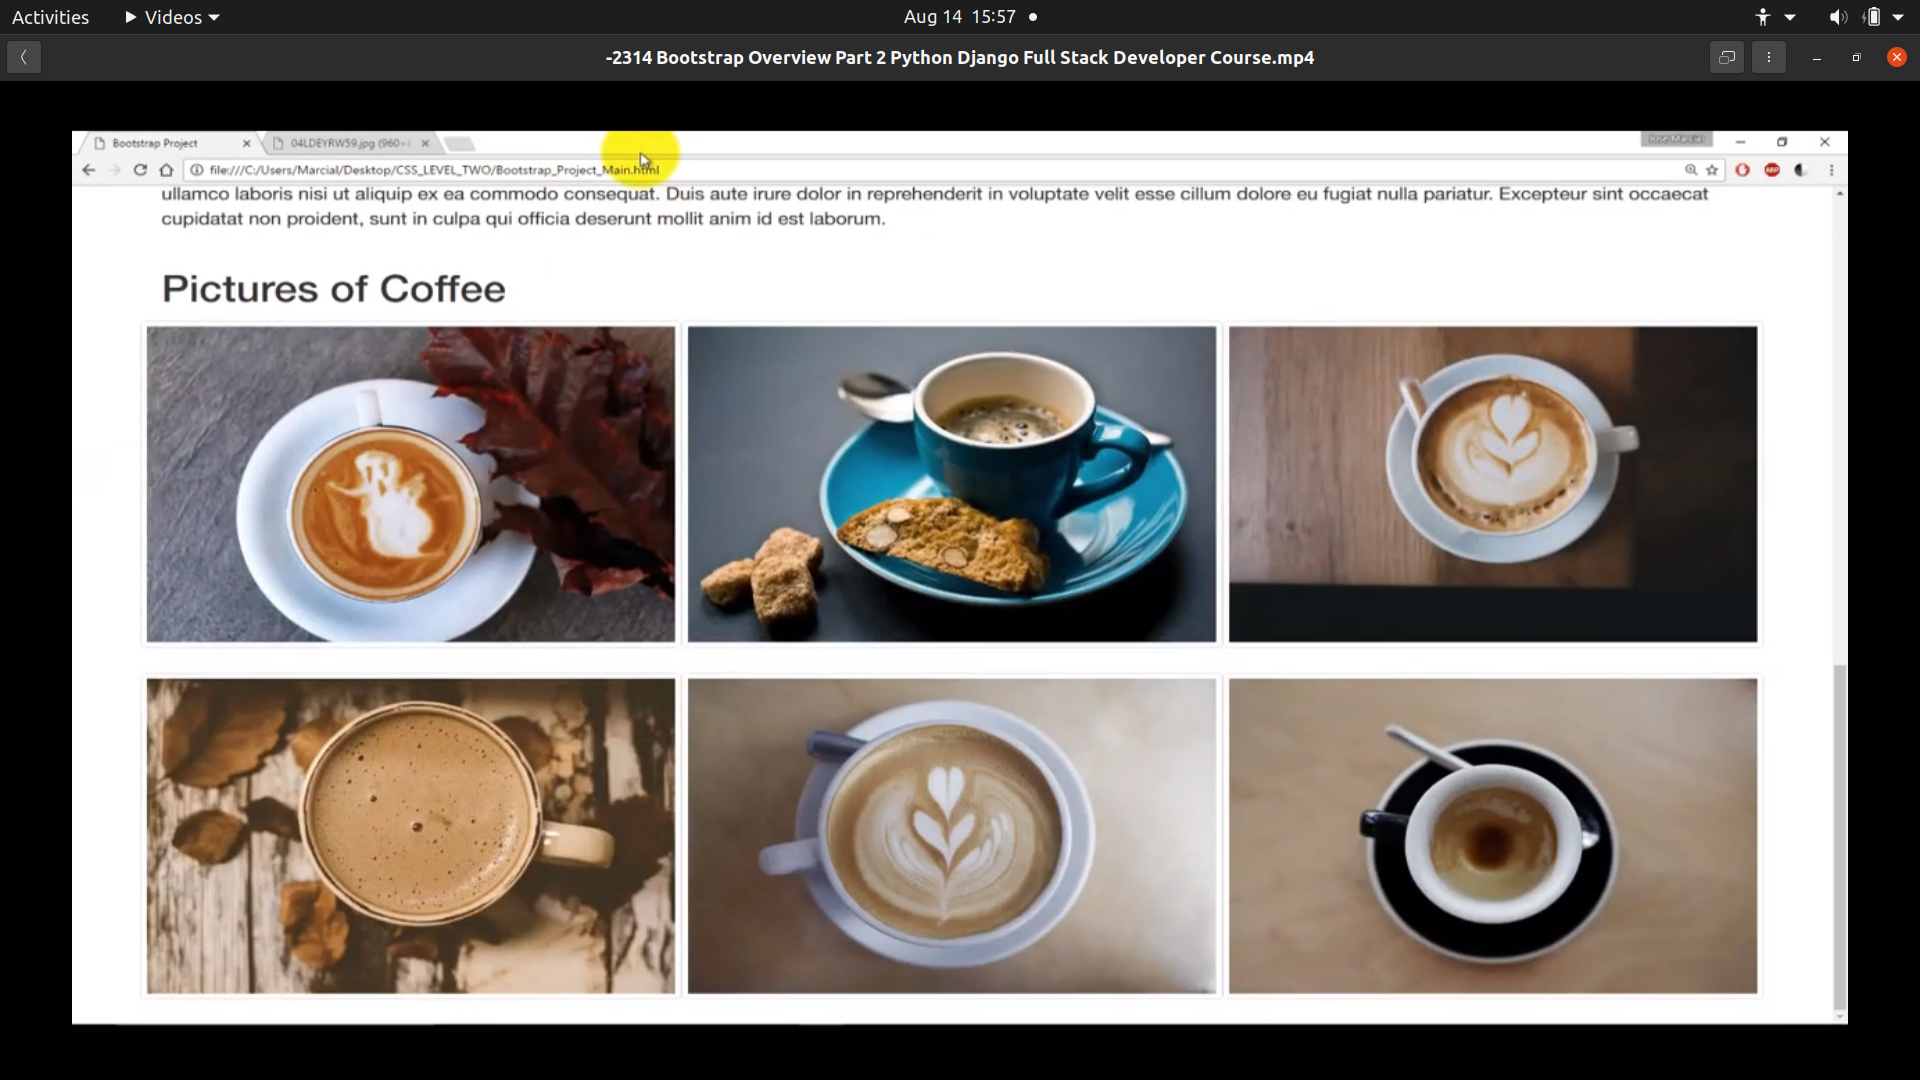 Activities Videos Aug 14 15:57
-2314 Bootstrap Overview Part 2 Python Django Full Stack Developer Course.mp4
Bootstrap Project 04LDEYRW59.jpg (960× Jose Marcial
file:///C:/Users/Marcial/Desktop/CSS_LEVEL_TWO/Bootstrap_Project_Main.html ABP
ullamco laboris nisi ut aliquip ex ea commodo consequat. Duis aute irure dolor in reprehenderit in voluptate velit esse cillum dolore eu fugiat nulla pariatur. Excepteur sint occaecat
cupidatat non proident, sunt in culpa qui officia deserunt mollit anim id est laborum.
Pictures of Coffee